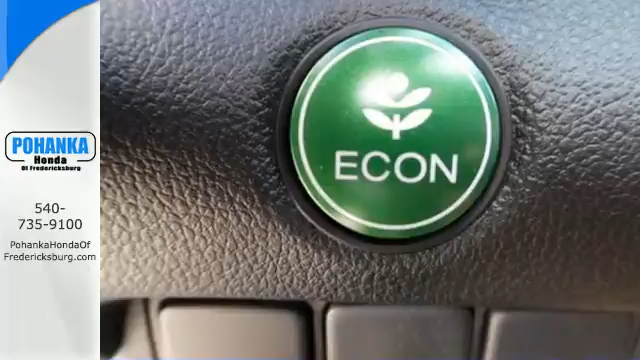 POHANKA
Honda
Of Fredericksburg
540-
735-9100
PohankaHondaOf
Fredericksburg.com
ECON